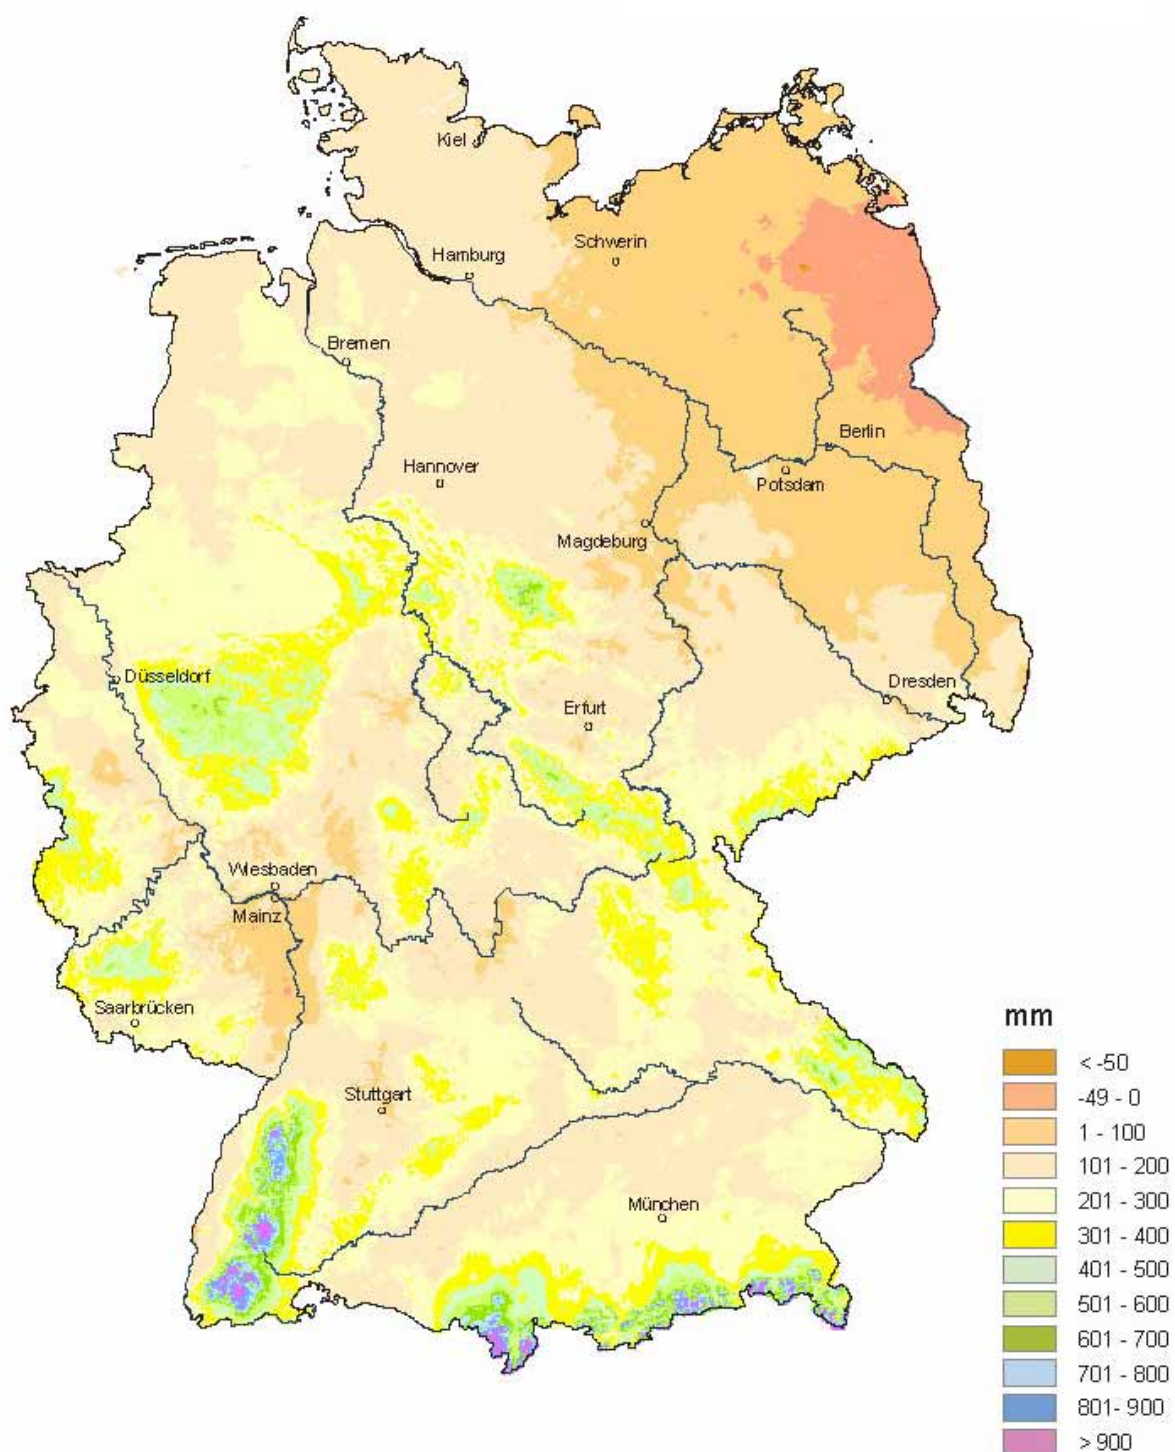 Kiel
Schwerin
Hamburg
Bremen
Berlin
Hannover
Potsdam
Magdeburg
Düsseldorf
Dresden
Erfurt
Wiesbaden
Mainz
Saarbrücken
Stuttgart
München
mm
< -50
-49 - 0
1 - 100
101 - 200
201 - 300
301 - 400
401 - 500
501 - 600
601 - 700
701 - 800
801- 900
> 900